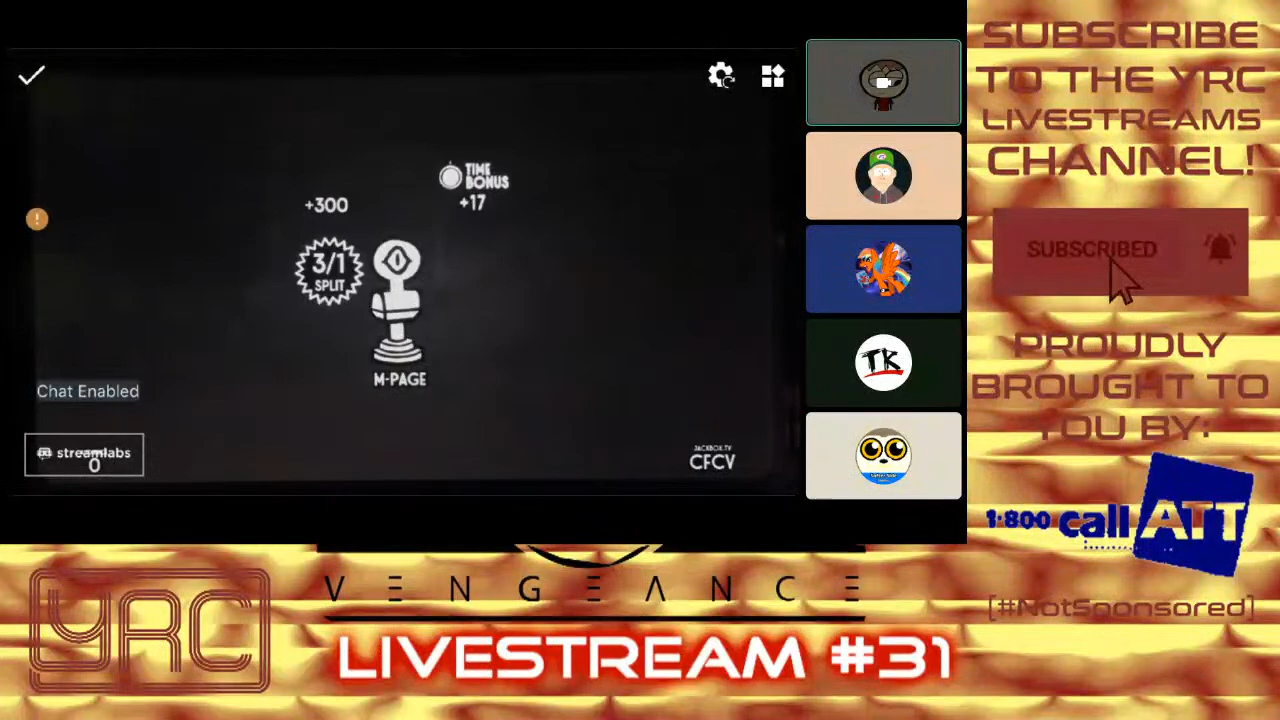 +300
TIME
BONUS
+17
3/1
SPLIT
M-PAGE
Chat Enabled
streamlabs
0
JACKBOX.TV
CFCV
TK
SUBSCRIBE
TO THE YRC
LIVESTREAMS
CHANNEL!
SUBSCRIBED
PROUDLY
BROUGHT TO
YOU BY:
1·800 call ATT
[#NotSponsored]
YRC
VENGEANCE
LIVESTREAM #31